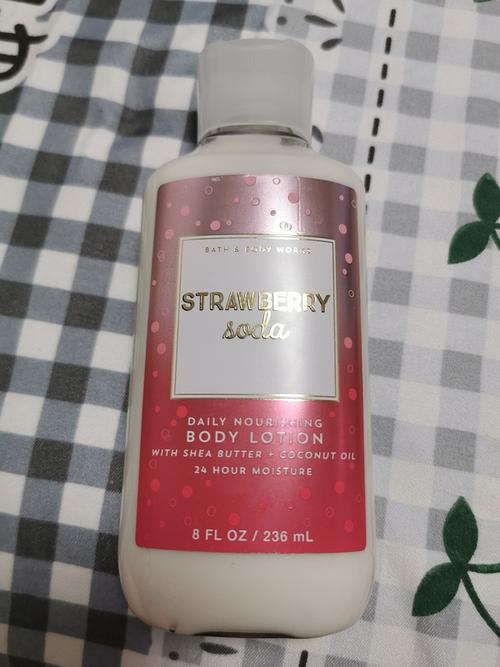 BATH & BODY WORKS
STRAWBERRY
soda
DAILY NOURISHING
BODY LOTION
WITH SHEA BUTTER + COCONUT OIL
24 HOUR MOISTURE
8 FL OZ / 236 mL